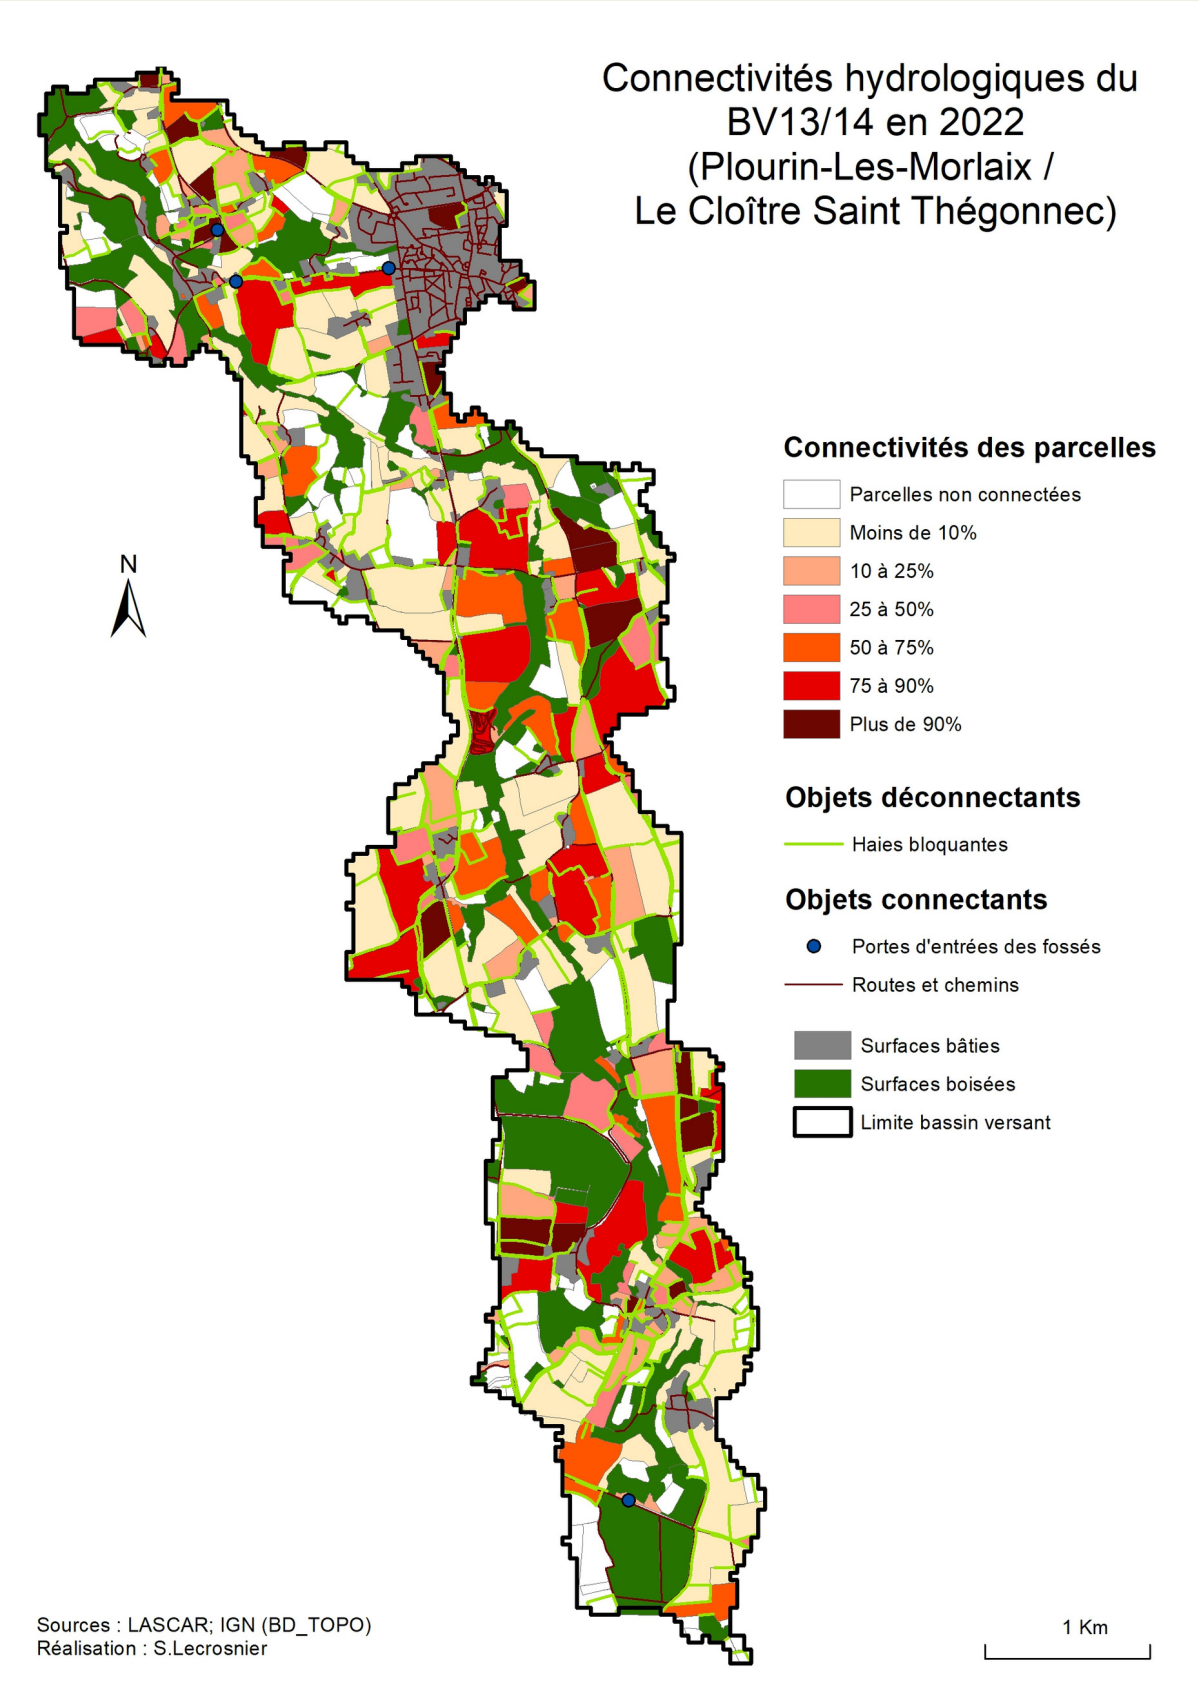 Connectivités hydrologiques du
BV13/14 en 2022
(Plourin-Les-Morlaix /
Le Cloître Saint Thégonnec)
Connectivités des parcelles
Parcelles non connectées
Moins de 10%
10 à 25%
25 à 50%
50 à 75%
75 à 90%
Plus de 90%
N
Objets déconnectants
Haies bloquantes
Objets connectants
Portes d'entrées des fossés
Routes et chemins
Surfaces bâties
Surfaces boisées
Limite bassin versant
Sources : LASCAR; IGN (BD_TOPO)
Réalisation : S.Lecrosnier
1 Km